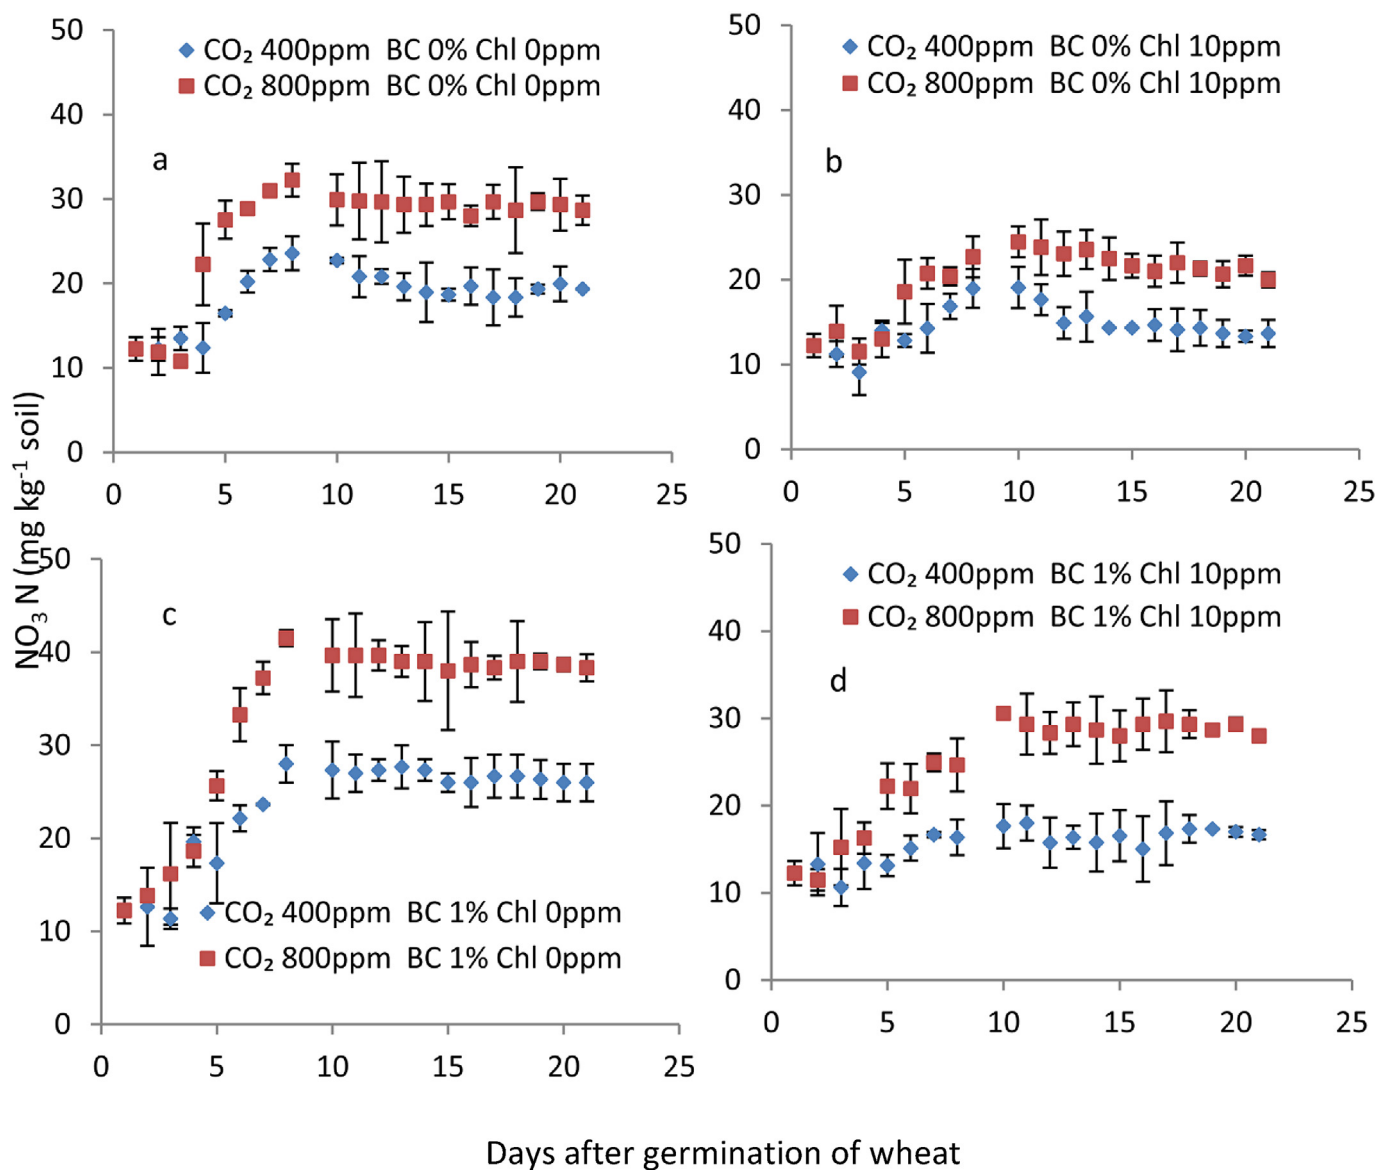 CO₂ 400ppm BC 0% Chl 0ppm
CO₂ 800ppm BC 0% Chl 0ppm
a
50
40
30
20
10
0
0 5 10 15 20 25
CO₂ 400ppm BC 0% Chl 10ppm
CO₂ 800ppm BC 0% Chl 10ppm
b
50
40
30
20
10
0
0 5 10 15 20 25
NO₃ N (mg kg⁻¹ soil)
c
50
40
30
20
10
0
CO₂ 400ppm BC 1% Chl 0ppm
CO₂ 800ppm BC 1% Chl 0ppm
0 5 10 15 20 25
CO₂ 400ppm BC 1% Chl 10ppm
CO₂ 800ppm BC 1% Chl 10ppm
d
50
40
30
20
10
0
0 5 10 15 20 25
Days after germination of wheat